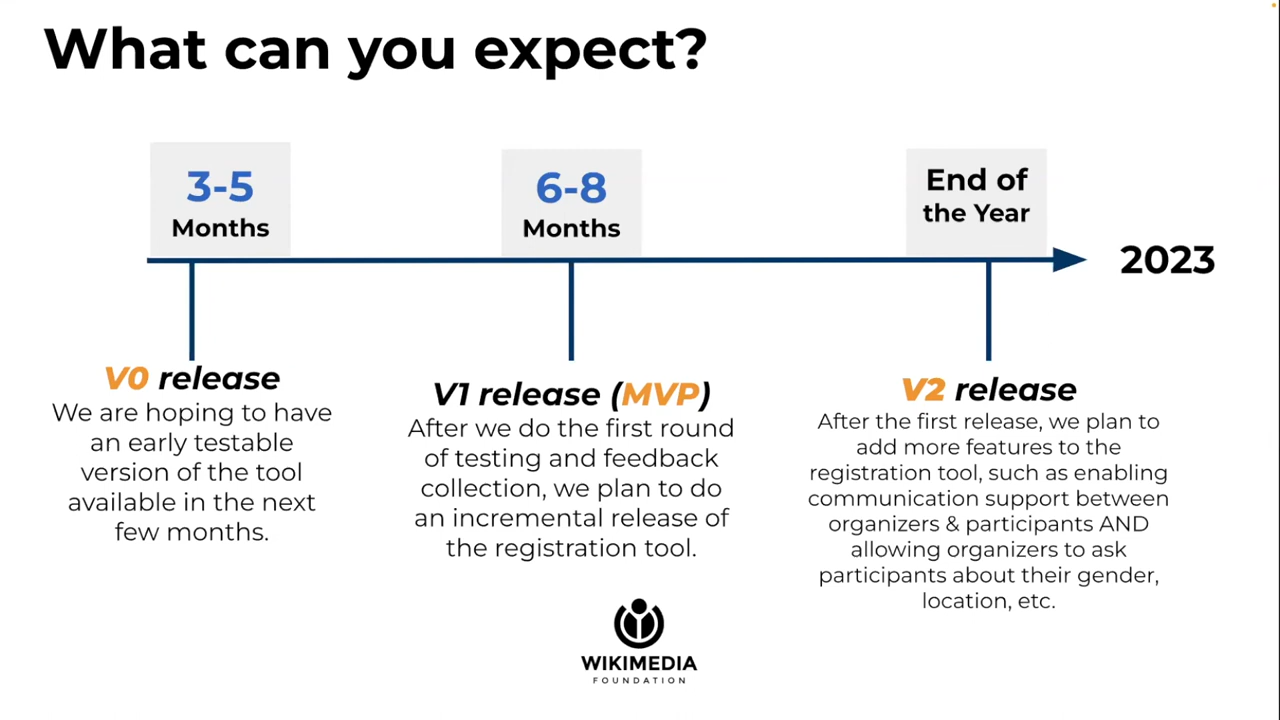 What can you expect?
3-5
Months
6-8
Months
End of
the Year
2023
V0 release
We are hoping to have
an early testable
version of the tool
available in the next
few months.
V1 release (MVP)
After we do the first round
of testing and feedback
collection, we plan to do
an incremental release of
the registration tool.
V2 release
After the first release, we plan to
add more features to the
registration tool, such as enabling
communication support between
organizers & participants AND
allowing organizers to ask
participants about their gender,
location, etc.
WIKIMEDIA
FOUNDATION